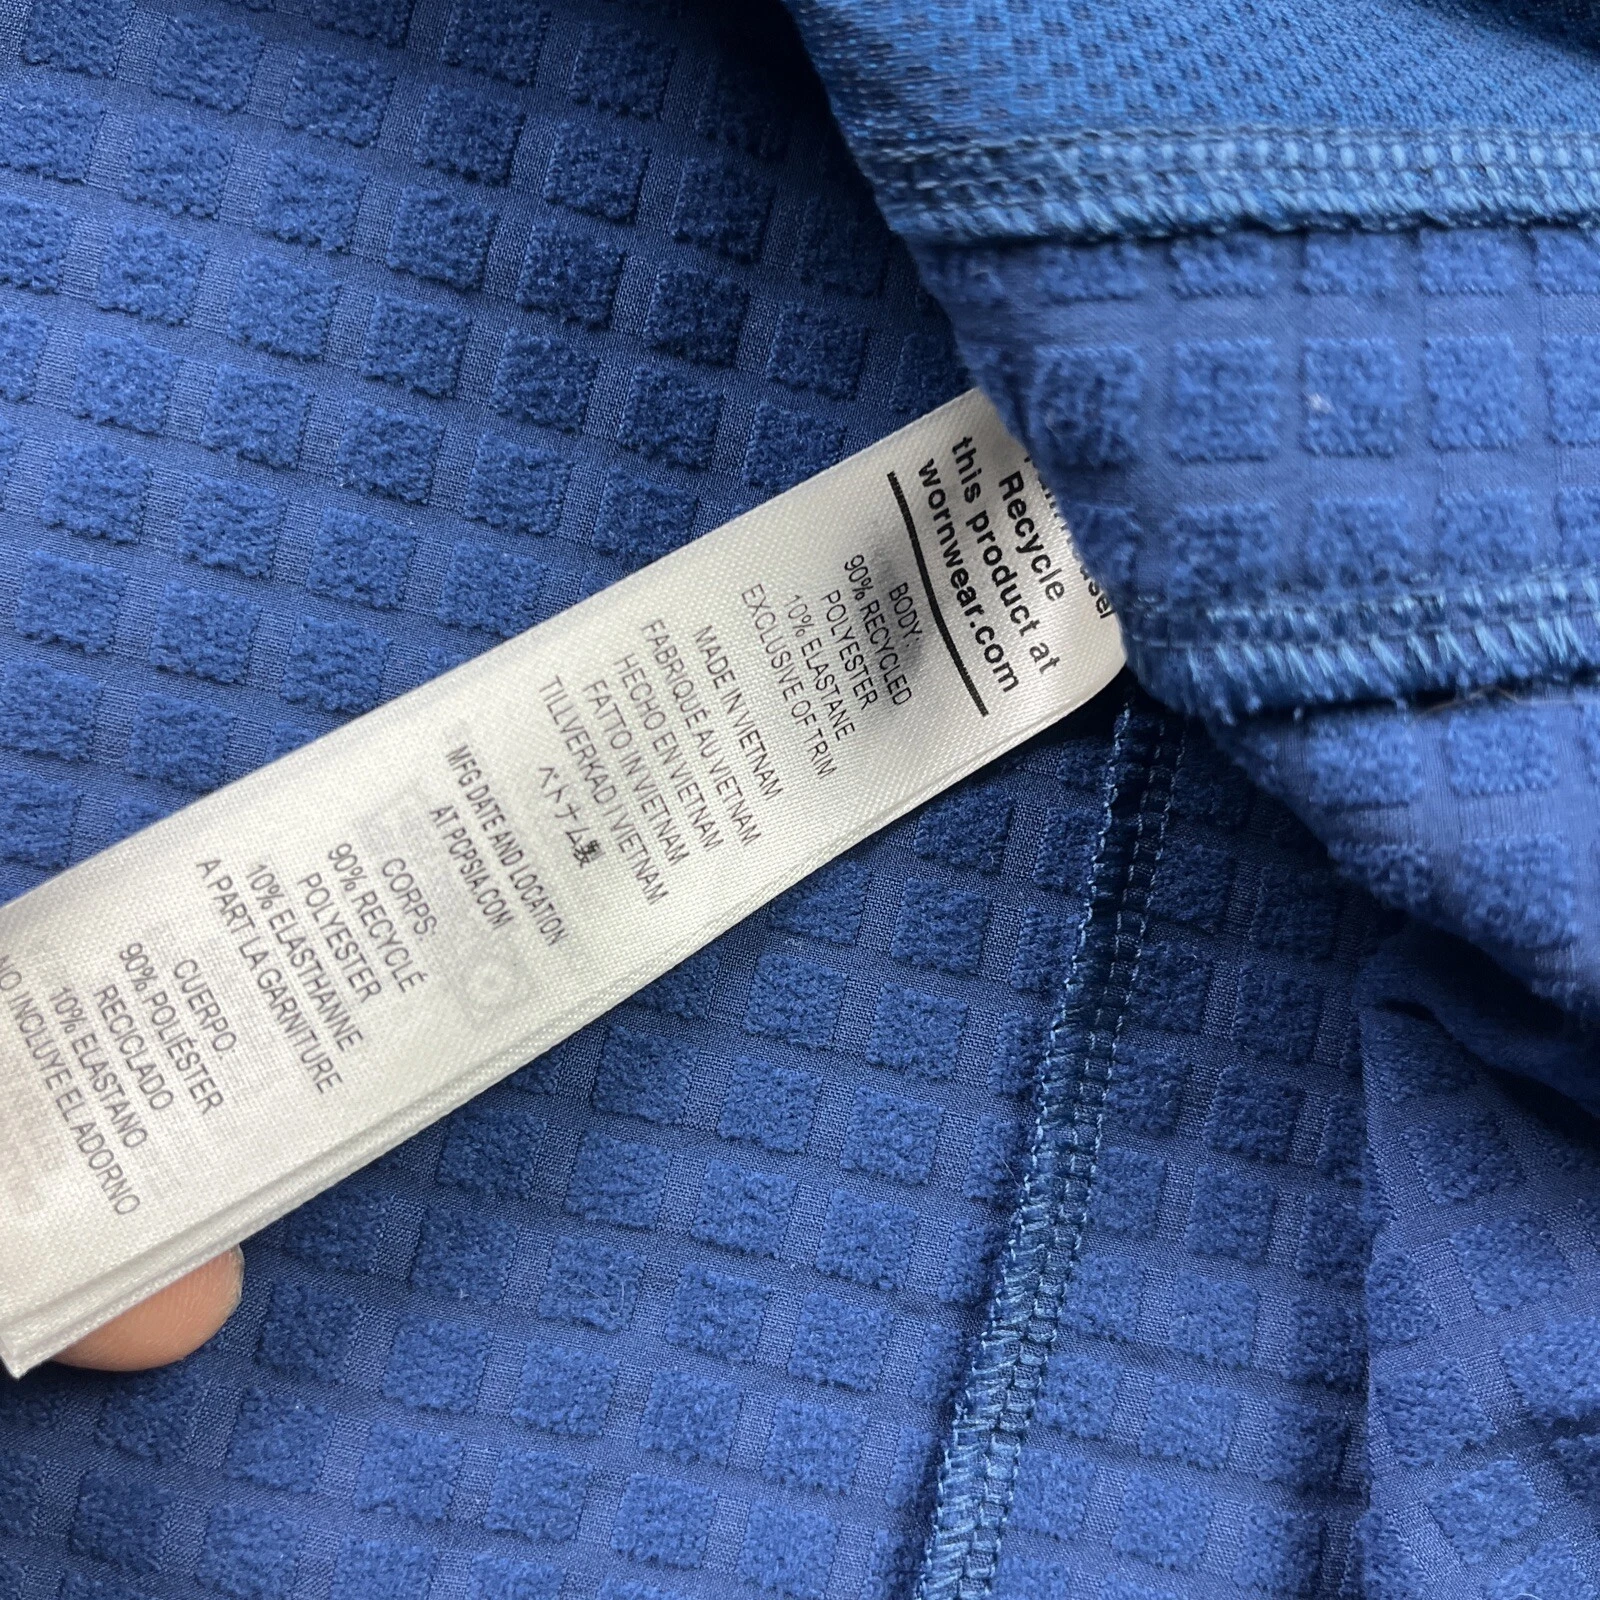 Recycle
this product at
wornwear.com
BODY:
90% RECYCLED
POLYESTER
10% ELASTANE
EXCLUSIVE OF TRIM
MADE IN VIETNAM
FABRIQUÉ AU VIETNAM
HECHO EN VIETNAM
FATTO IN VIETNAM
TILLVERKAD I VIETNAM
ベトナム製
MFG DATE AND LOCATION
AT PCPSIA.COM
CORPS:
90% RECYCLÉ
POLYESTER
10% ELASTHANNE
A PART LA GARNITURE
CUERPO:
90% POLIÉSTER
RECICLADO
10% ELASTANO
NO INCLUYE EL ADORNO